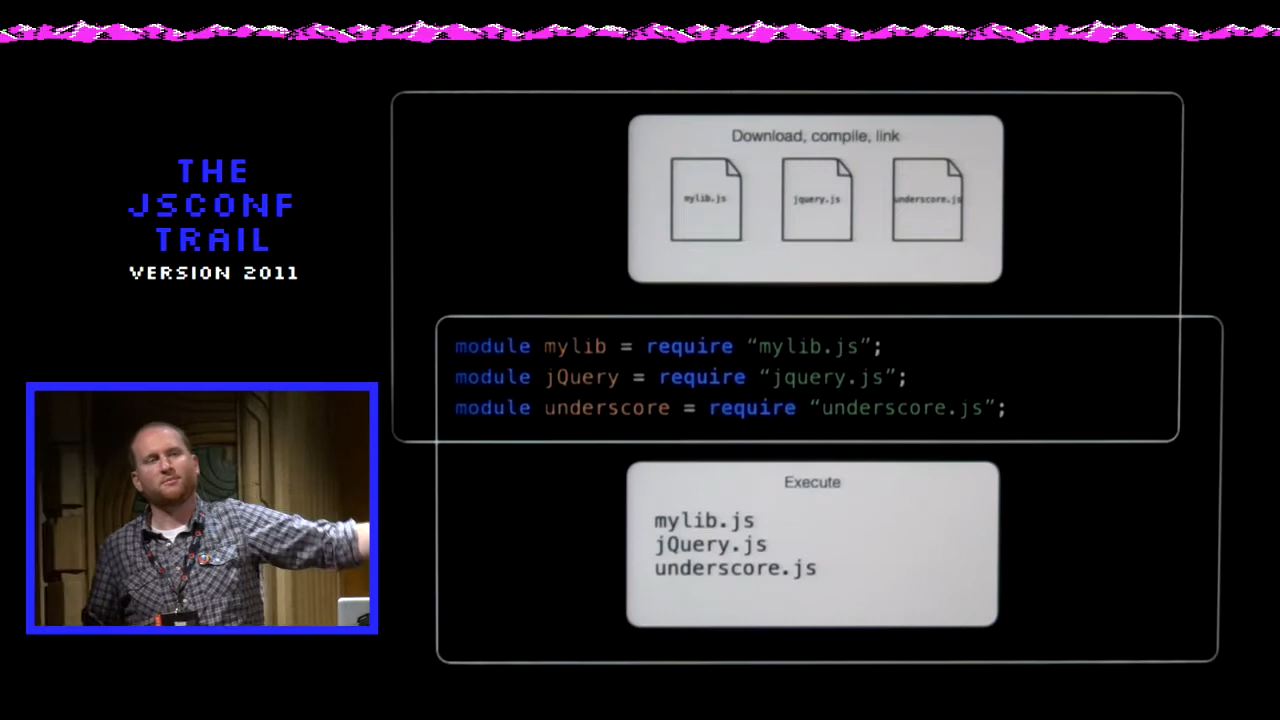 THE
JSCONF
TRAIL
VERSION 2011
Download, compile, link
mylib.js
jquery.js
underscore.js
module mylib = require “mylib.js”;
module jQuery = require “jquery.js”;
module underscore = require “underscore.js”;
Execute
mylib.js
jQuery.js
underscore.js